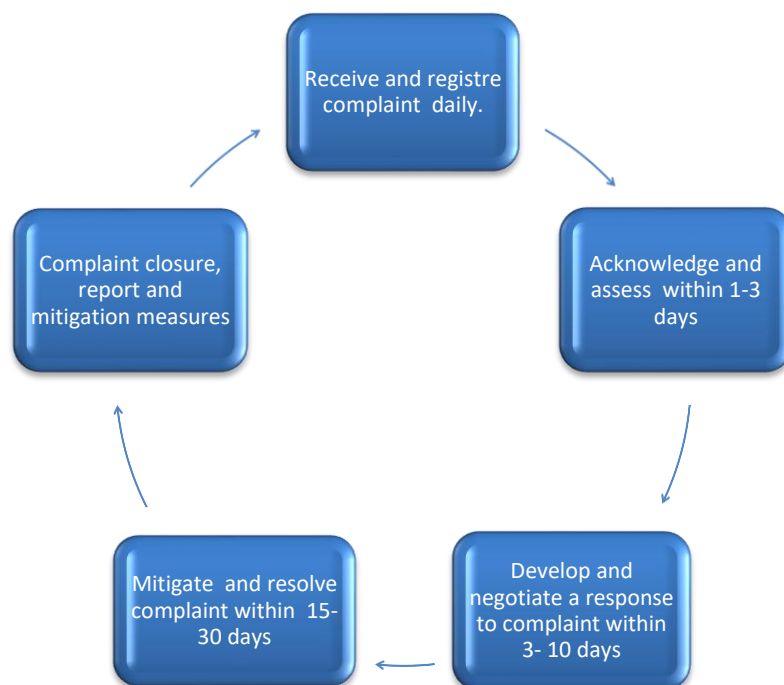 Receive and registre
complaint daily.
Acknowledge and
assess within 1-3
days
Develop and
negotiate a response
to complaint within
3- 10 days
Mitigate and resolve
complaint within 15-
30 days
Complaint closure,
report and
mitigation measures